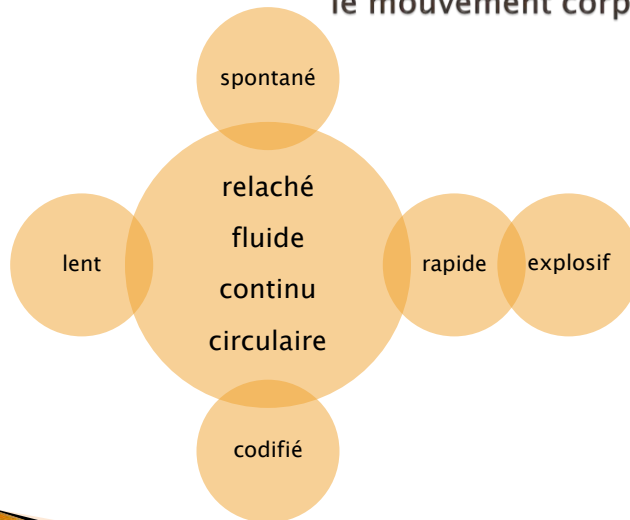 le mouvement corp
spontané
relaché
fluide
continu
circulaire
lent
rapide
explosif
codifié